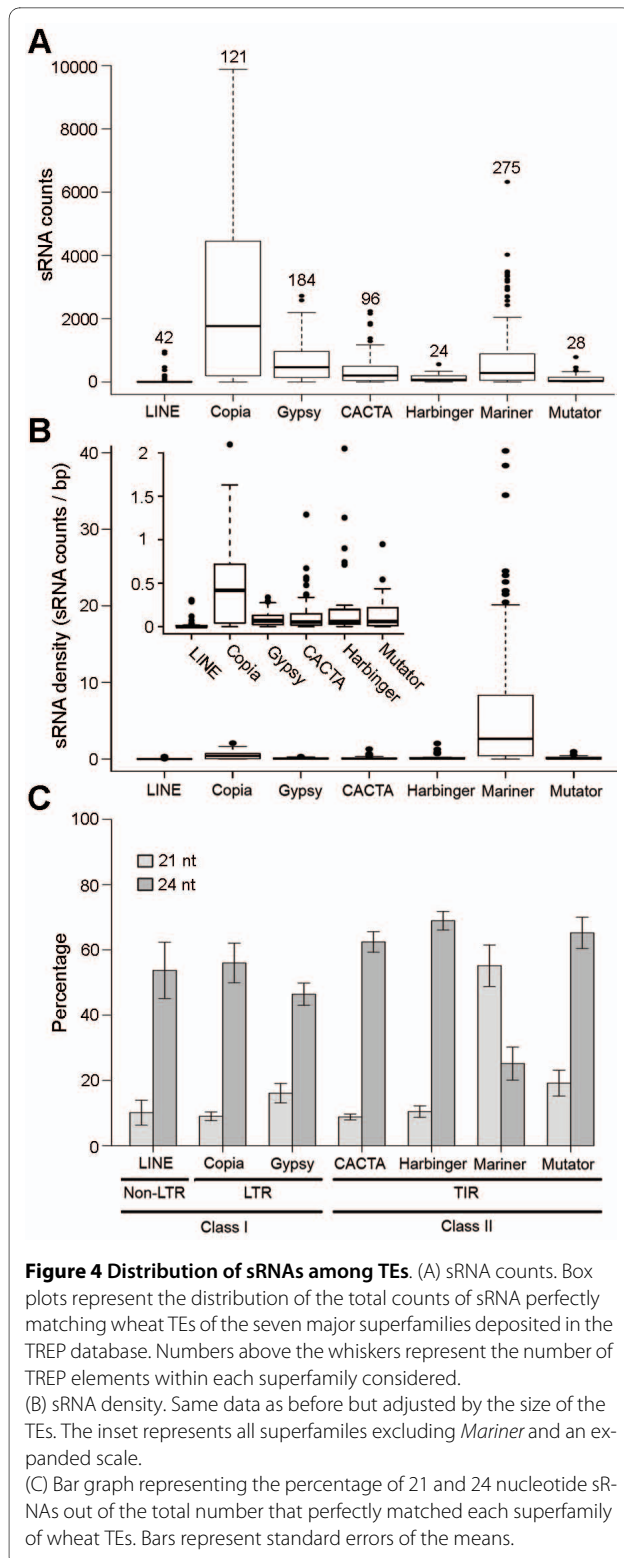 A
10000
8000
6000
4000
2000
0
sRNA counts
42
121
184
96
24
275
28
LINE Copia Gypsy CACTA Harbinger Mariner Mutator
B
40
30
20
10
0
sRNA density (sRNA counts / bp)
2
1.5
1
0.5
0
LINE Copia Gypsy CACTA Harbinger Mutator
LINE Copia Gypsy CACTA Harbinger Mariner Mutator
C
100
80
60
40
20
0
Percentage
21 nt
24 nt
LINE Copia Gypsy CACTA Harbinger Mariner Mutator
Non-LTR LTR TIR
Class I Class II
Figure 4 Distribution of sRNAs among TEs. (A) sRNA counts. Box
plots represent the distribution of the total counts of sRNA perfectly
matching wheat TEs of the seven major superfamilies deposited in the
TREP database. Numbers above the whiskers represent the number of
TREP elements within each superfamily considered.
(B) sRNA density. Same data as before but adjusted by the size of the
TEs. The inset represents all superfamiles excluding Mariner and an ex-
panded scale.
(C) Bar graph representing the percentage of 21 and 24 nucleotide sR-
NAs out of the total number that perfectly matched each superfamily
of wheat TEs. Bars represent standard errors of the means.